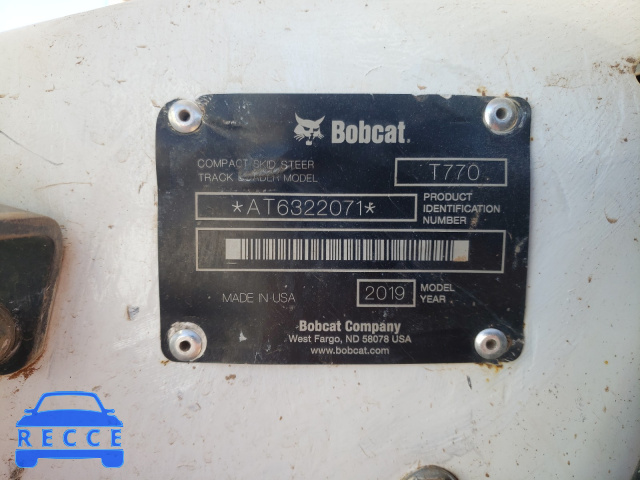 Bobcat.
COMPACT SKID STEER
TRACK LOADER MODEL
T770
*AT6322071*
PRODUCT
IDENTIFICATION
NUMBER
MADE IN USA
2019
MODEL
YEAR
Bobcat Company
West Fargo, ND 58078 USA
www.bobcat.com
RECCE